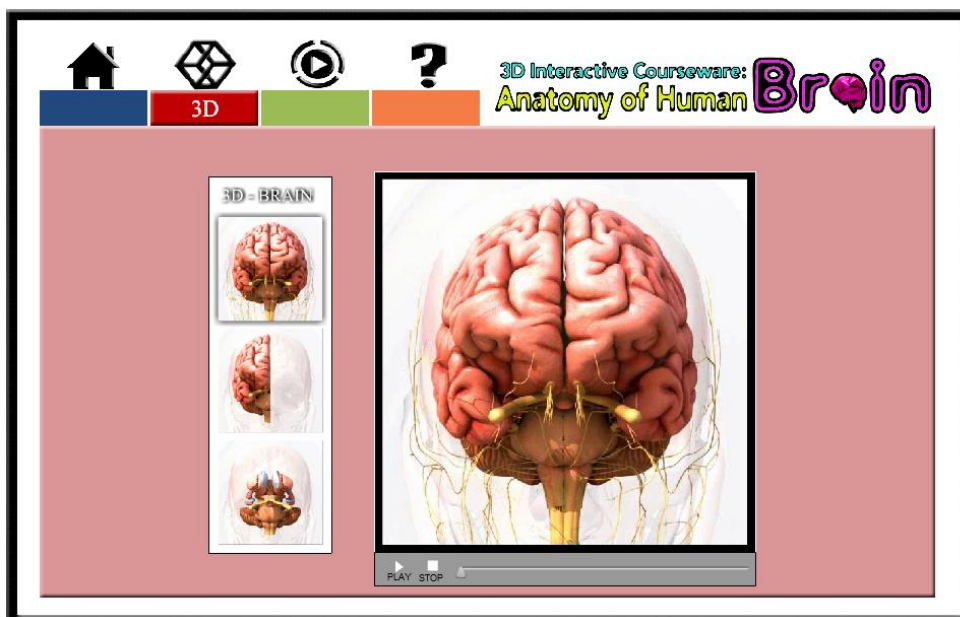 3D Interactive Courseware:
Anatomy of Human Brain
3D
3D - BRAIN
PLAY STOP